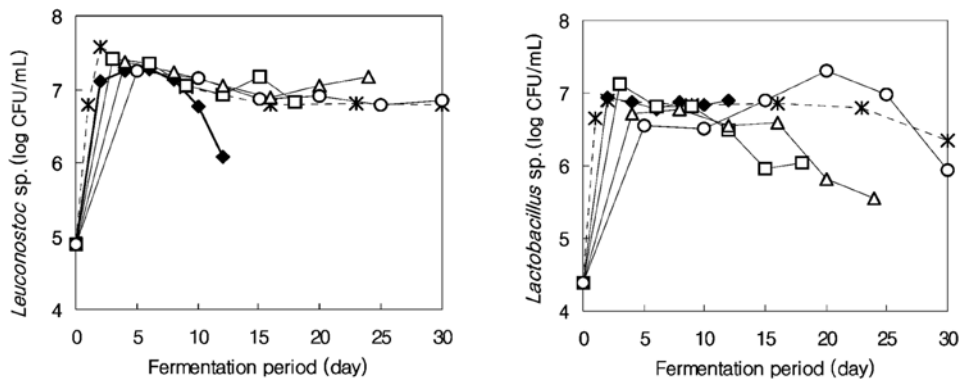 Leuconostoc sp. (log CFU/mL)
8
7
6
5
4
0 5 10 15 20 25 30
Fermentation period (day)
Lactobacillus sp. (log CFU/mL)
8
7
6
5
4
0 5 10 15 20 25 30
Fermentation period (day)